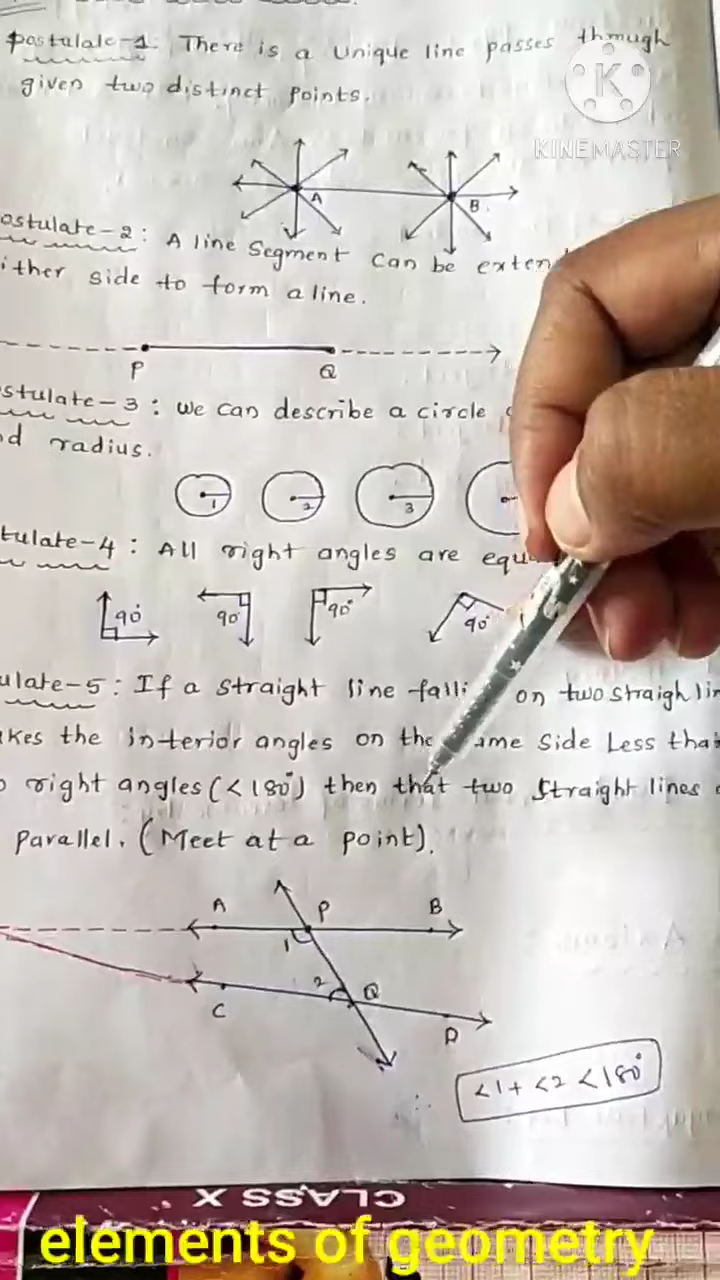 Postulate-1: There is a unique line passes through
given two distinct points.
KINEMASTER
A
B
ostulate-2: A line segment can be exten
ither side to form a line.
P
Q
stulate-3: we can describe a circle
d radius.
1 2 3
tulate-4: All right angles are equ
90° 90° 90° 90°
ulate-5: If a straight line falli on two straigh lin
akes the interior angles on the same side less tha
o right angles (<180°) then that two straight lines
parallel. (Meet at a point).
A P B
1
2 Q
C
D
<1+<2<180°
CLASS X
elements of geometry